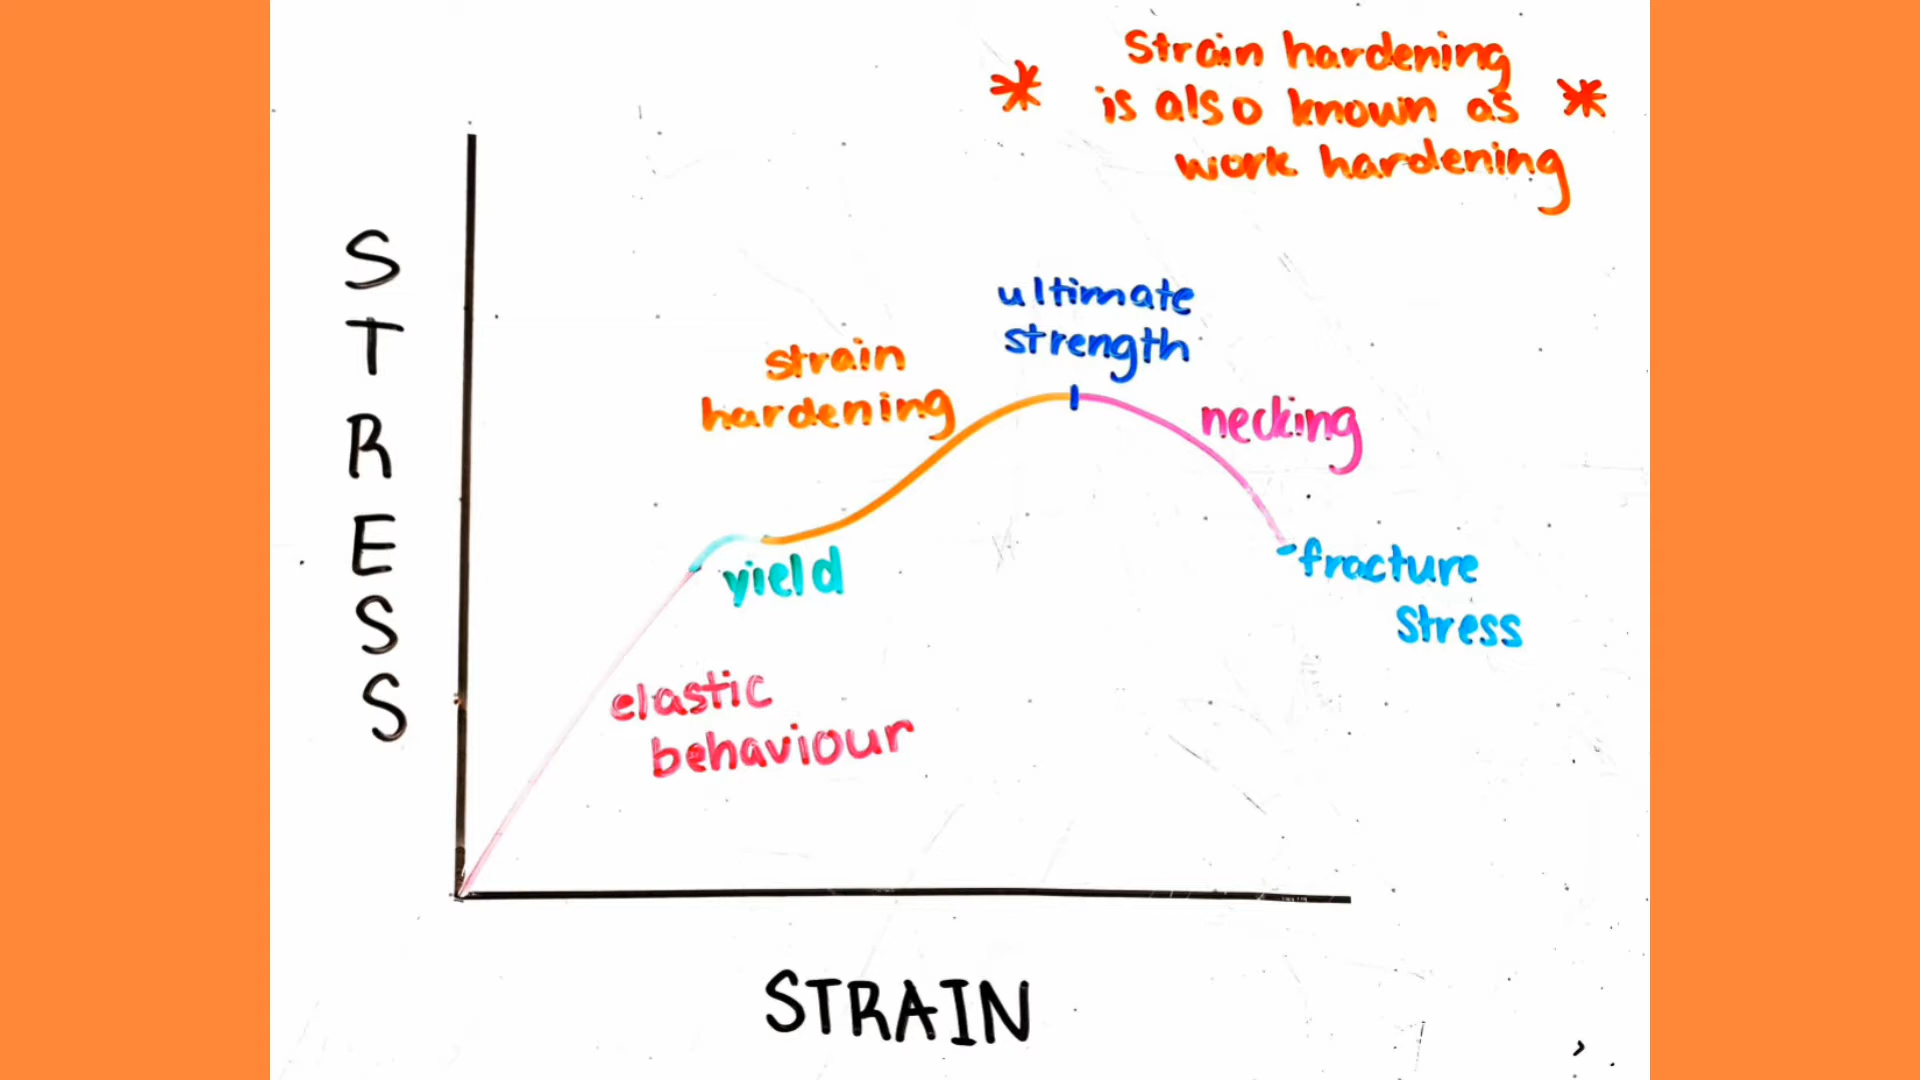 * Strain hardening
is also known as *
work hardening
STRESS
ultimate
strength
strain
hardening
necking
yield
fracture
stress
elastic
behaviour
STRAIN